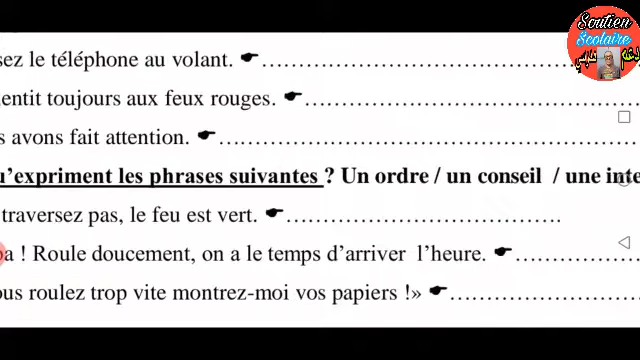 Soutien
Scolaire
sez le téléphone au volant. ☛……………………………
entit toujours aux feux rouges. ☛……………………………
s avons fait attention. ☛……………………………
u'expriment les phrases suivantes ? Un ordre / un conseil / une inte
traversez pas, le feu est vert. ☛……………………………
pa ! Roule doucement, on a le temps d'arriver l'heure. ☛………………
ous roulez trop vite montrez-moi vos papiers !» ☛……………………